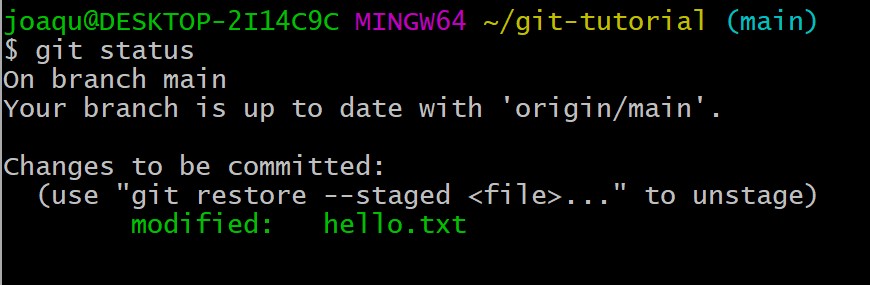 joaqu@DESKTOP-2I14C9C MINGW64 ~/git-tutorial (main)
$ git status
On branch main
Your branch is up to date with 'origin/main'.
Changes to be committed:
(use "git restore --staged <file>..." to unstage)
modified: hello.txt